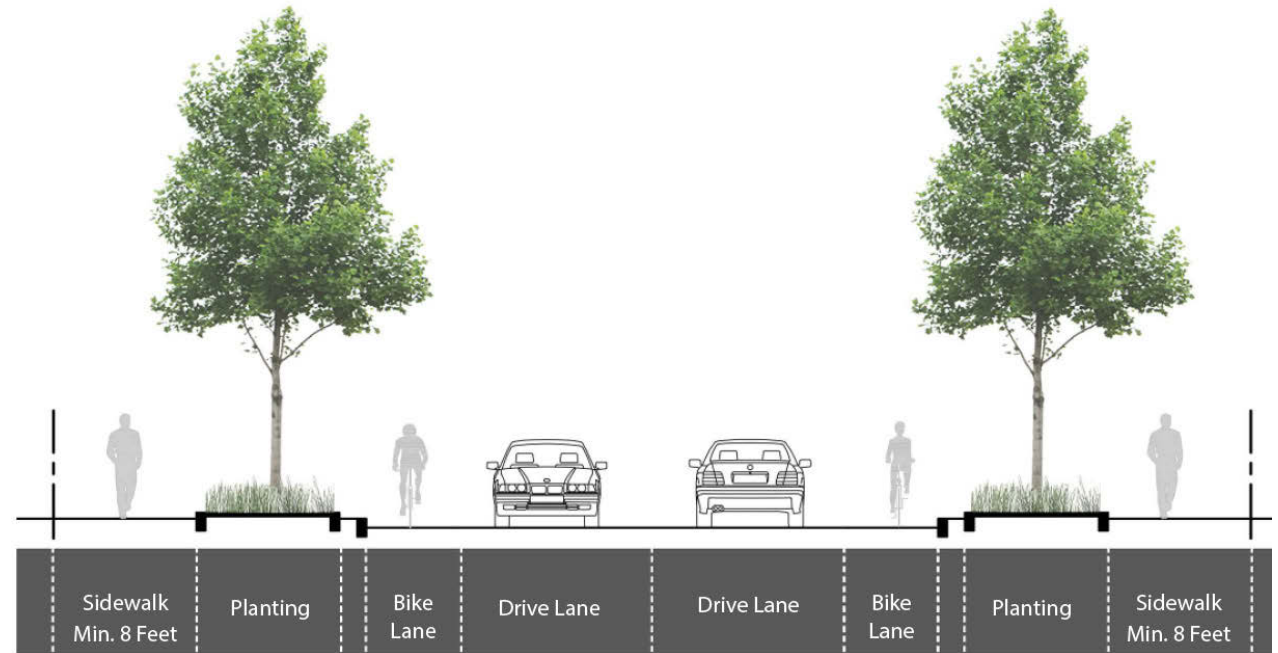 Sidewalk
Min. 8 Feet
Planting
Bike
Lane
Drive Lane
Drive Lane
Bike
Lane
Planting
Sidewalk
Min. 8 Feet